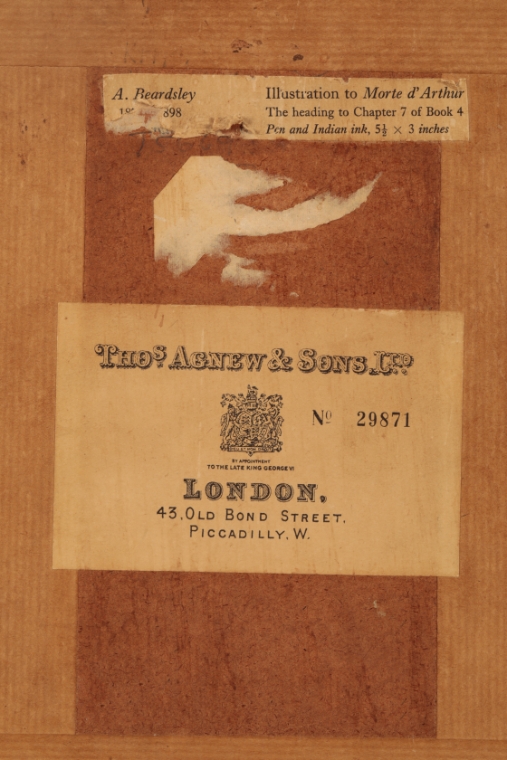 A. Beardsley
898
Illustration to Morte d'Arthur
The heading to Chapter 7 of Book 4
Pen and Indian ink, 5½ × 3 inches
THOS. AGNEW & SONS, LTD
No 29871
BY APPOINTMENT
TO THE LATE KING GEORGE VI
LONDON,
43, OLD BOND STREET,
PICCADILLY, W.